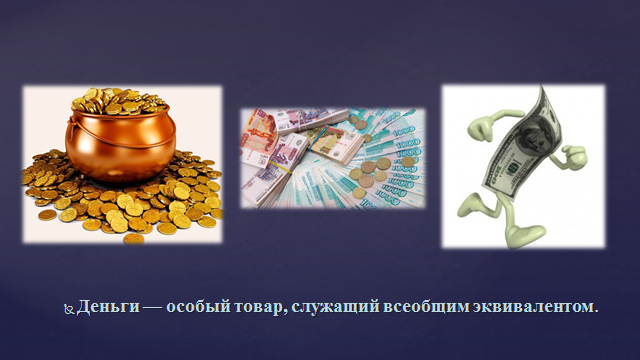 Деньги — особый товар, служащий всеобщим эквивалентом.